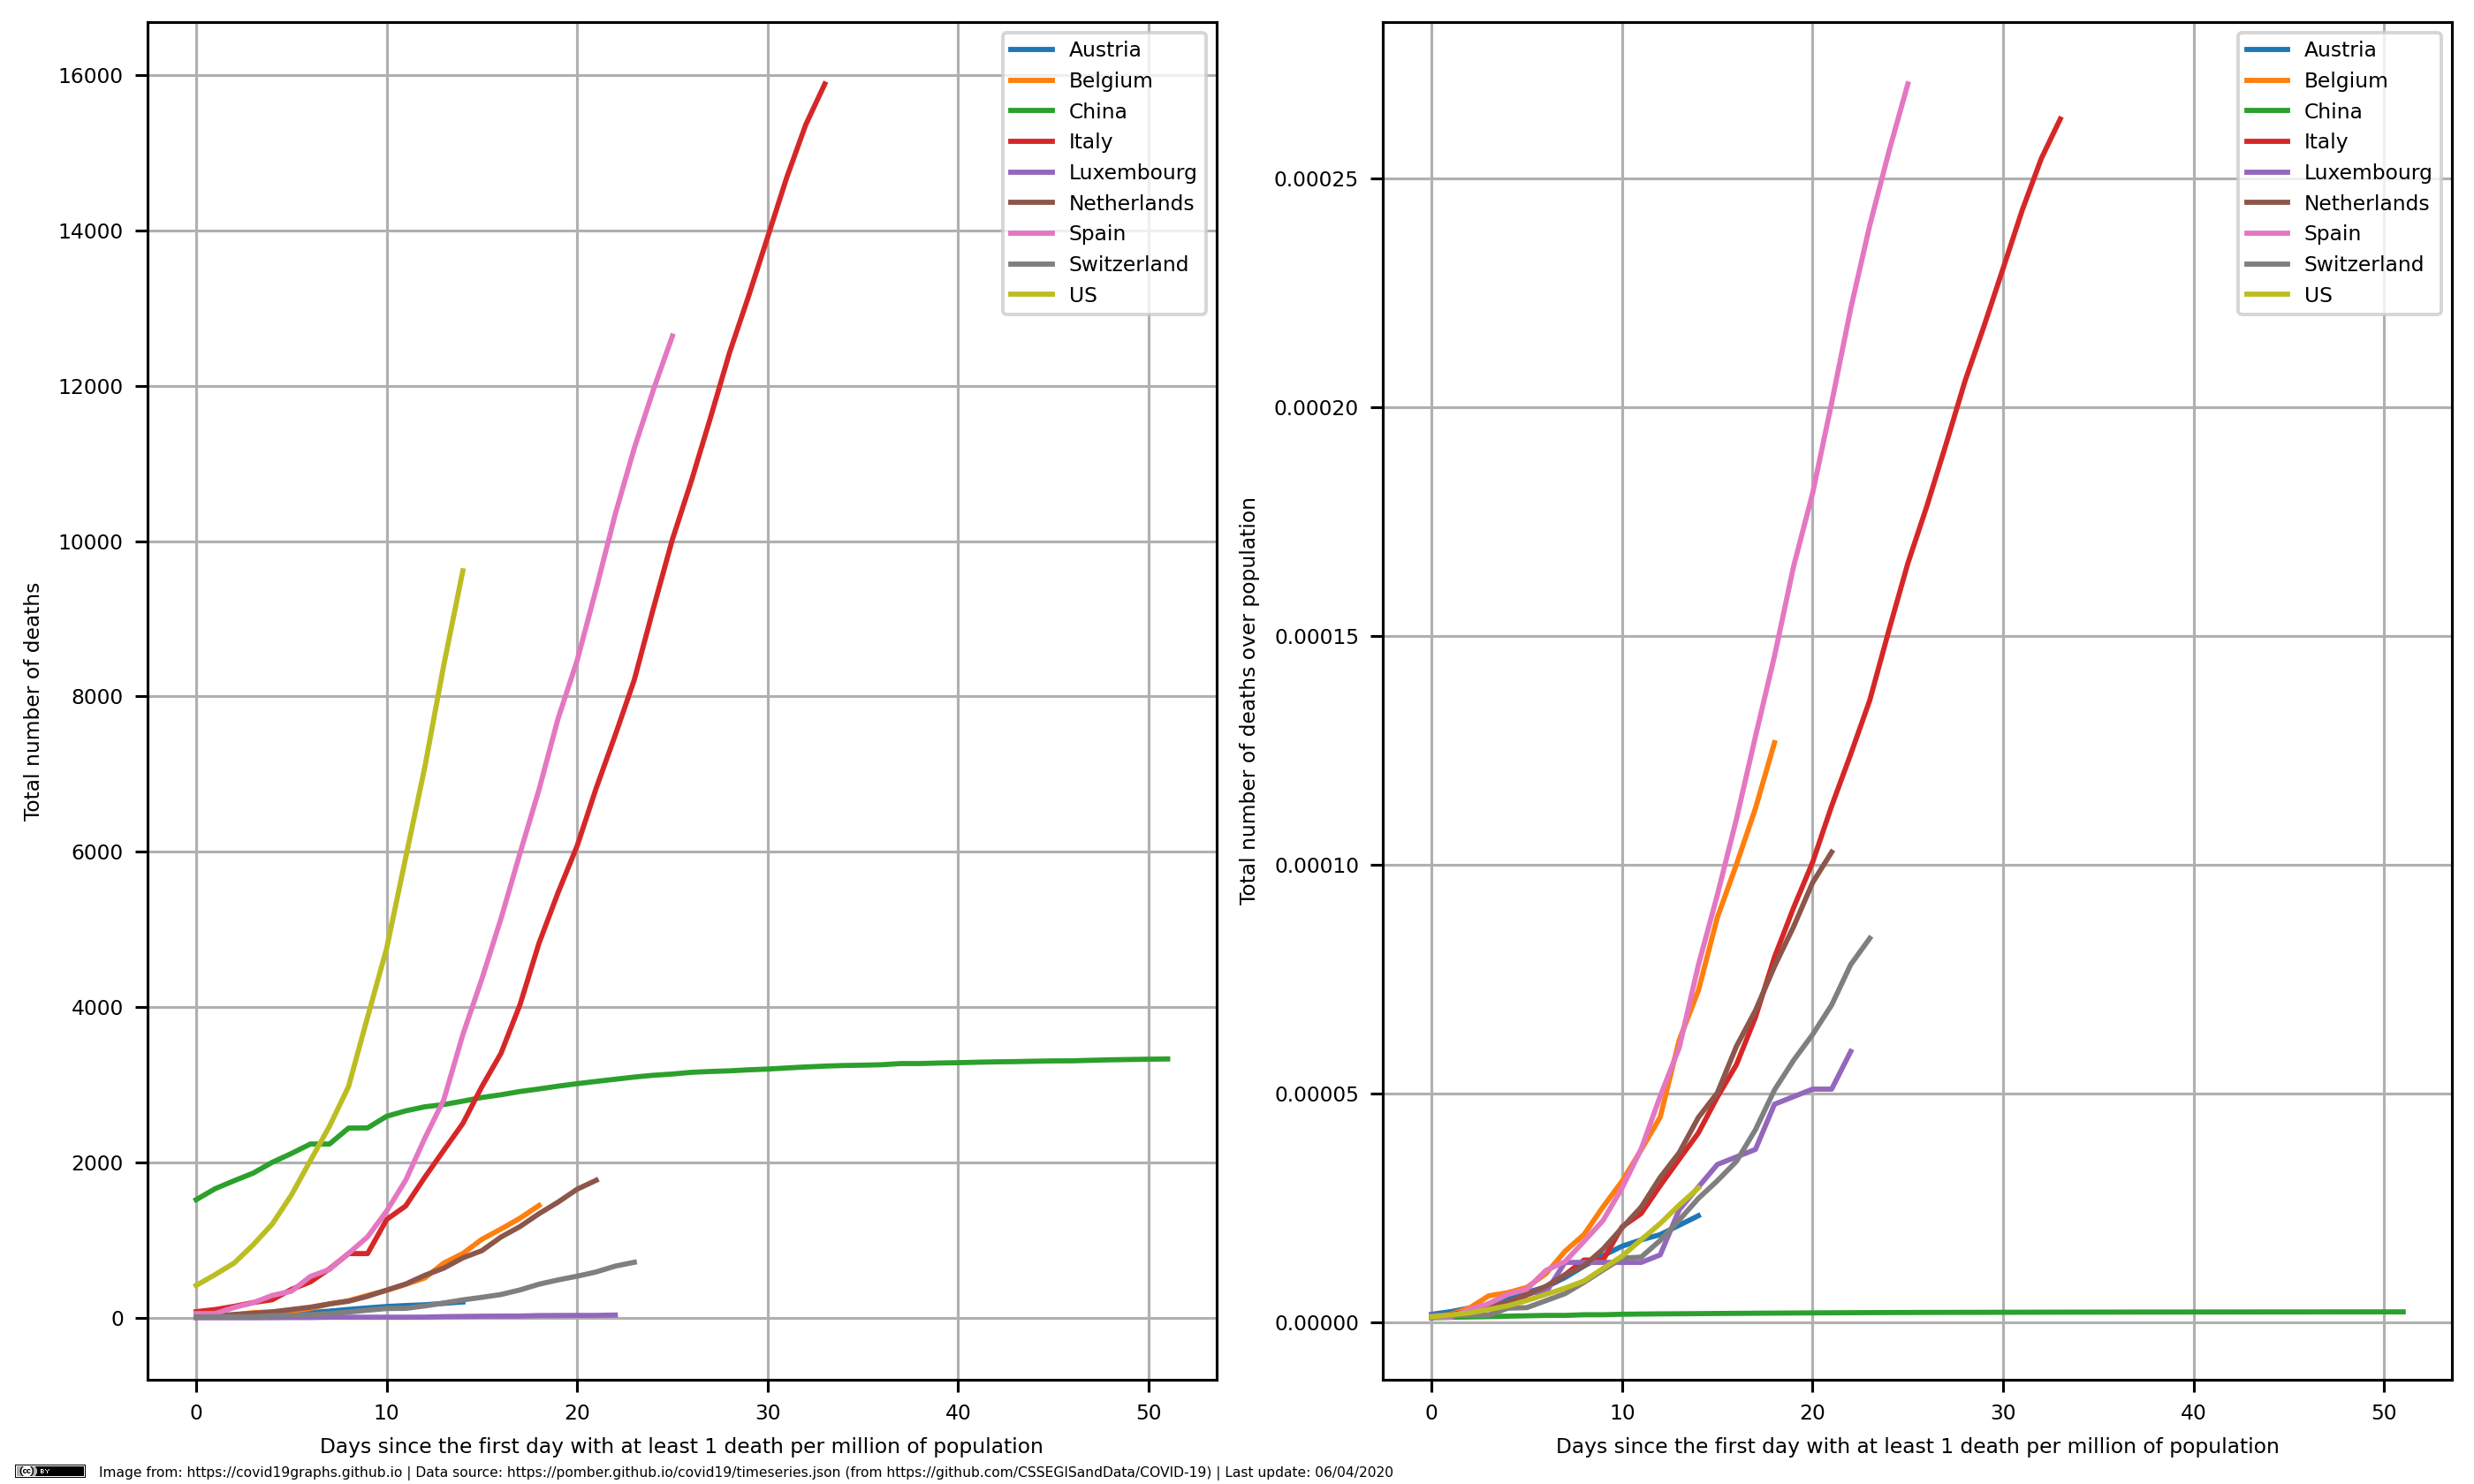 16000
14000
12000
10000
8000
6000
4000
2000
0
Total number of deaths
0 10 20 30 40 50
Days since the first day with at least 1 death per million of population
Austria
Belgium
China
Italy
Luxembourg
Netherlands
Spain
Switzerland
US
0.00025
0.00020
0.00015
0.00010
0.00005
0.00000
Total number of deaths over population
0 10 20 30 40 50
Days since the first day with at least 1 death per million of population
Austria
Belgium
China
Italy
Luxembourg
Netherlands
Spain
Switzerland
US
cc BY Image from: https://covid19graphs.github.io | Data source: https://pomber.github.io/covid19/timeseries.json (from https://github.com/CSSEGISandData/COVID-19) | Last update: 06/04/2020